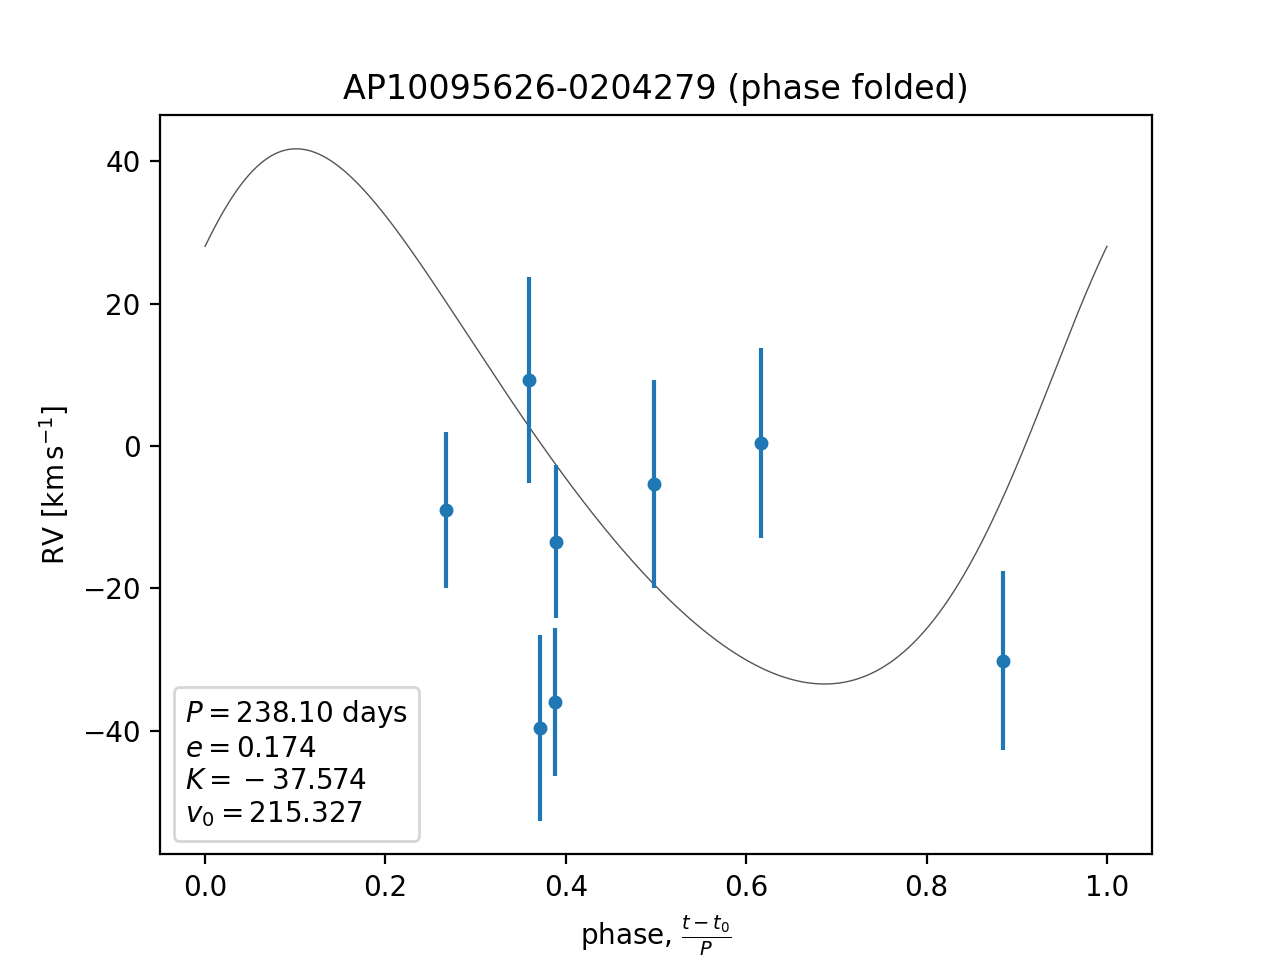 AP10095626-0204279 (phase folded)
40
20
0
−20
−40
RV [km s⁻¹]
P = 238.10 days
e = 0.174
K = − 37.574
v₀ = 215.327
0.0 0.2 0.4 0.6 0.8 1.0
phase, (t − t₀)/P